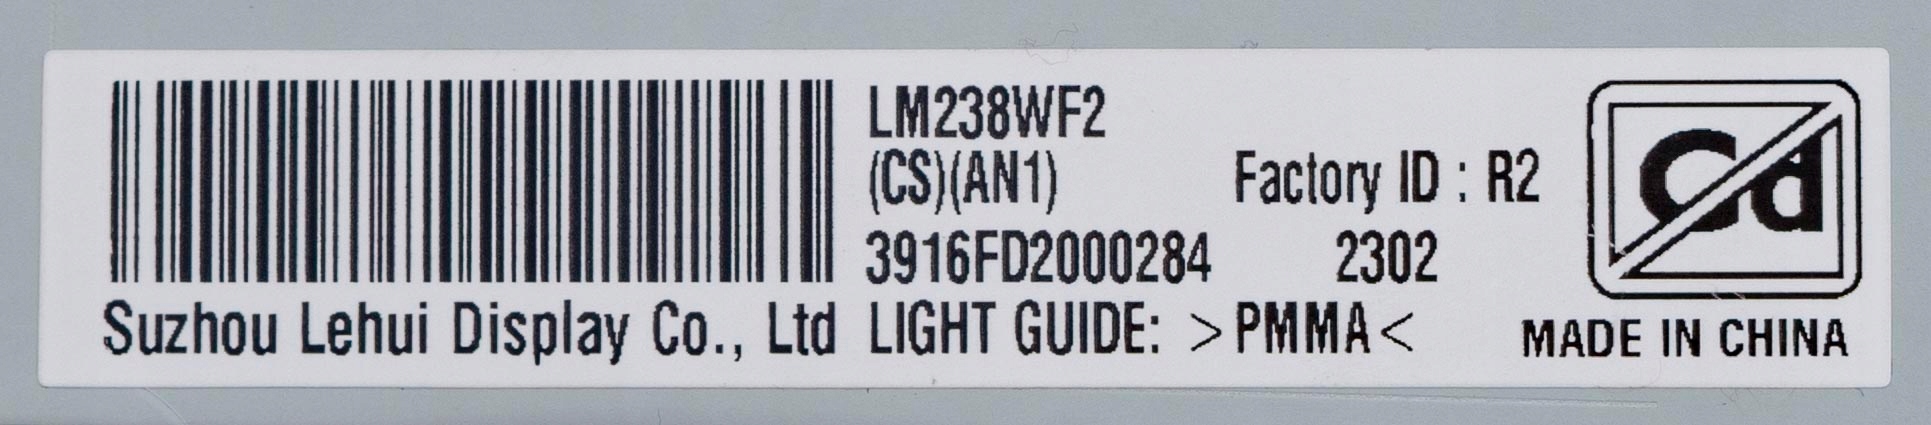 LM238WF2
(CS)(AN1) Factory ID : R2
3916FD2000284 2302
Suzhou Lehui Display Co., Ltd LIGHT GUIDE: >PMMA<
Pb
MADE IN CHINA